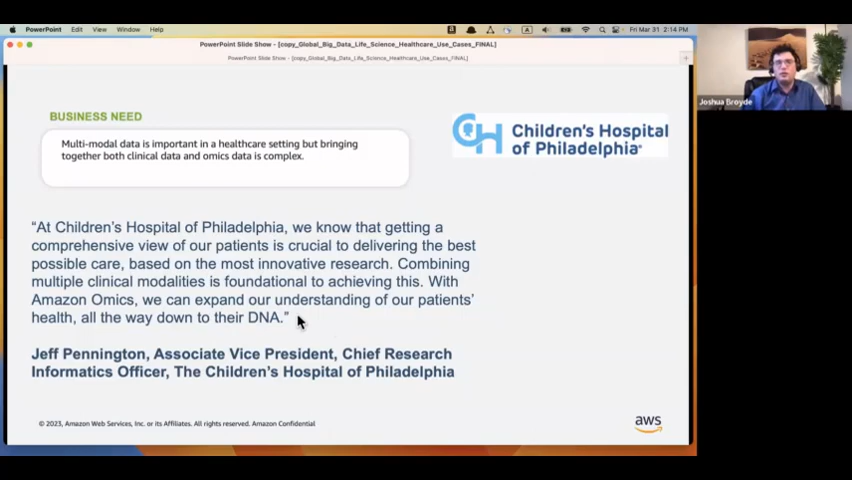 PowerPoint Edit View Window Help
Fri Mar 31 2:14 PM
PowerPoint Slide Show - [copy_Global_Big_Data_Life_Science_Healthcare_Use_Cases_FINAL]
PowerPoint Slide Show - [copy_Global_Big_Data_Life_Science_Healthcare_Use_Cases_FINAL]
Joshua Broyde
BUSINESS NEED
Multi-modal data is important in a healthcare setting but bringing
together both clinical data and omics data is complex.
Children's Hospital
of Philadelphia®
“At Children’s Hospital of Philadelphia, we know that getting a
comprehensive view of our patients is crucial to delivering the best
possible care, based on the most innovative research. Combining
multiple clinical modalities is foundational to achieving this. With
Amazon Omics, we can expand our understanding of our patients’
health, all the way down to their DNA.”
Jeff Pennington, Associate Vice President, Chief Research
Informatics Officer, The Children’s Hospital of Philadelphia
© 2023, Amazon Web Services, Inc. or its Affiliates. All rights reserved. Amazon Confidential
aws